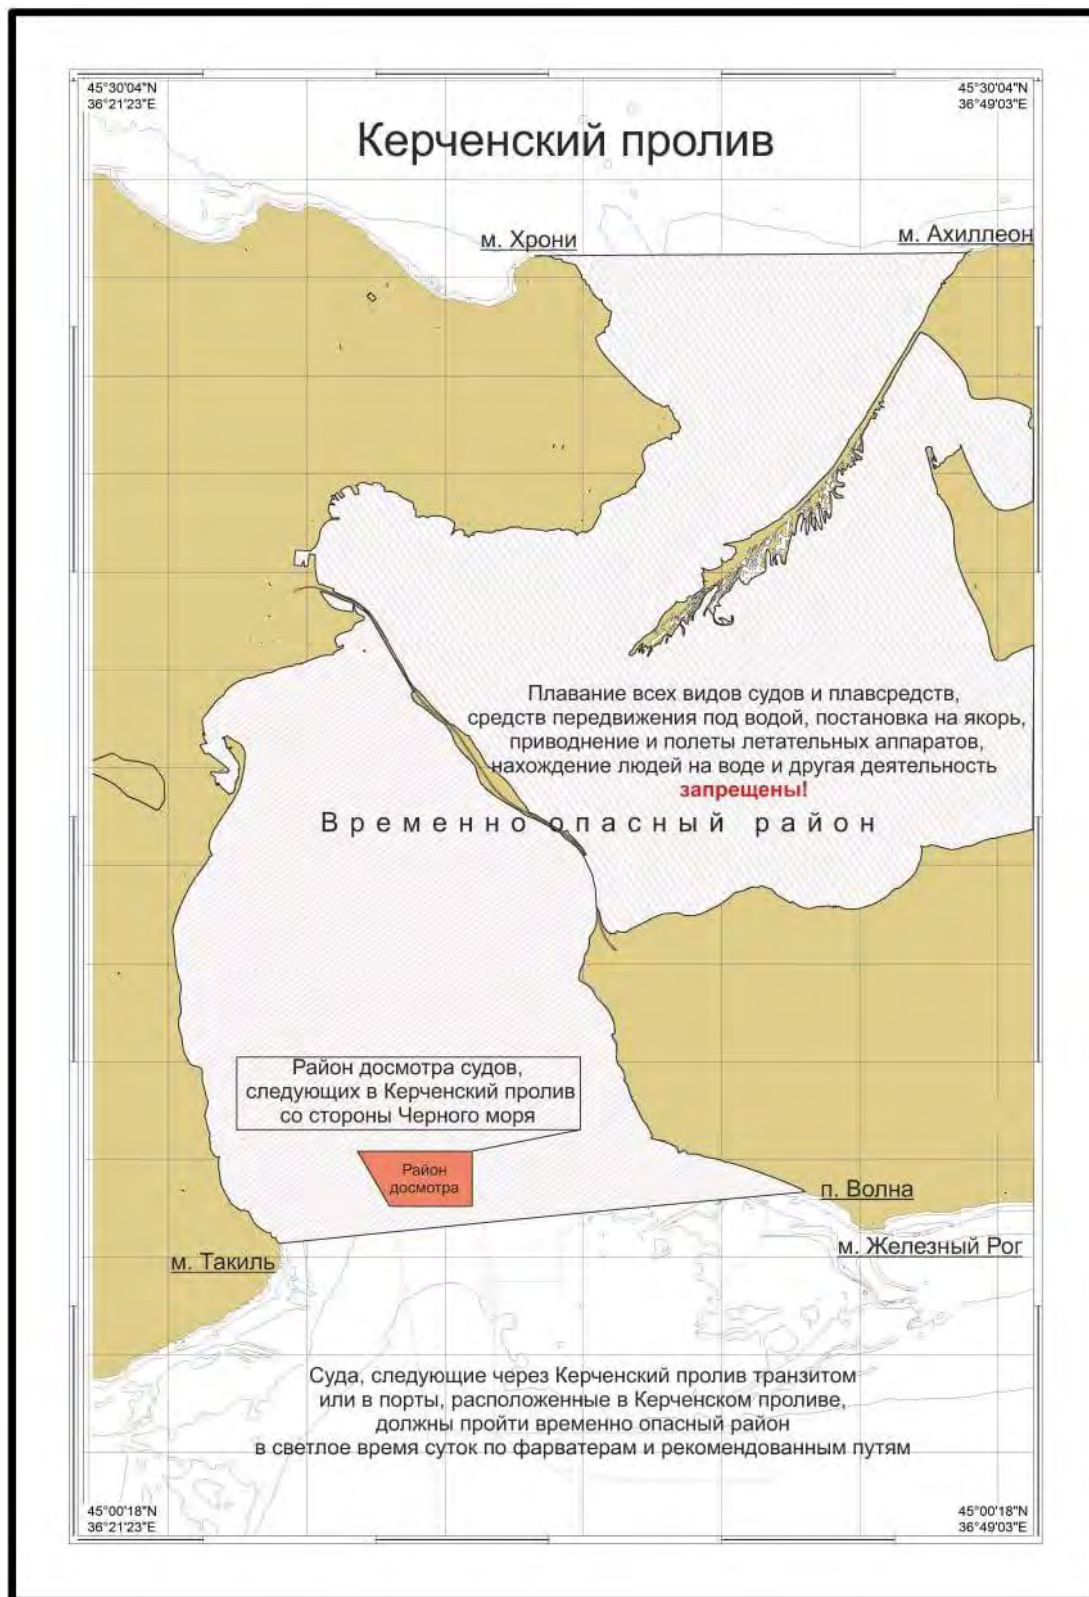 45°30'04"N
36°21'23"E
45°30'04"N
36°49'03"E
Керченский пролив
м. Хрони
м. Ахиллеон
Плавание всех видов судов и плавсредств,
средств передвижения под водой, постановка на якорь,
приводнение и полеты летательных аппаратов,
нахождение людей на воде и другая деятельность
запрещены!
Временно опасный район
Район досмотра судов,
следующих в Керченский пролив
со стороны Черного моря
Район
досмотра
п. Волна
м. Железный Рог
м. Такиль
Суда, следующие через Керченский пролив транзитом
или в порты, расположенные в Керченском проливе,
должны пройти временно опасный район
в светлое время суток по фарватерам и рекомендованным путям
45°00'18"N
36°21'23"E
45°00'18"N
36°49'03"E